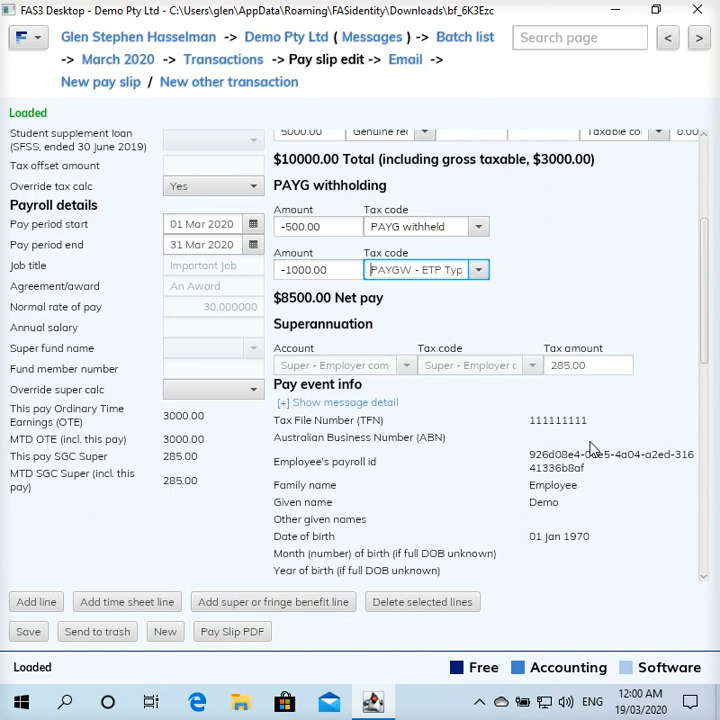 FAS3 Desktop - Demo Pty Ltd - C:\Users\glen\AppData\Roaming\FASidentity\Downloads\bf_6K3Ezc
F
Glen Stephen Hasselman -> Demo Pty Ltd ( Messages ) -> Batch list
Search page
<
>
-> March 2020 -> Transactions -> Pay slip edit -> Email ->
New pay slip / New other transaction
Loaded
Student supplement loan
(SFSS, ended 30 June 2019)
Tax offset amount
Override tax calc Yes
Payroll details
Pay period start 01 Mar 2020
Pay period end 31 Mar 2020
Job title Important Job
Agreement/award An Award
Normal rate of pay 30.000000
Annual salary
Super fund name
Fund member number
Override super calc
This pay Ordinary Time
Earnings (OTE) 3000.00
MTD OTE (incl. this pay) 3000.00
This pay SGC Super 285.00
MTD SGC Super (incl. this
pay) 285.00
5000.00 Genuine rec Taxable co 0.00
$10000.00 Total (including gross taxable, $3000.00)
PAYG withholding
Amount Tax code
-500.00 PAYG withheld
Amount Tax code
-1000.00 PAYGW - ETP Typ
$8500.00 Net pay
Superannuation
Account Tax code Tax amount
Super - Employer com Super - Employer c 285.00
Pay event info
[+] Show message detail
Tax File Number (TFN) 111111111
Australian Business Number (ABN)
Employee's payroll id
41336b8af
Family name Employee
Given name Demo
Other given names
Date of birth 01 Jan 1970
Month (number) of birth (if full DOB unknown)
Year of birth (if full DOB unknown)
Add line Add time sheet line Add super or fringe benefit line Delete selected lines
Save Send to trash New Pay Slip PDF
Loaded
Free Accounting Software
ENG
12:00 AM
19/03/2020